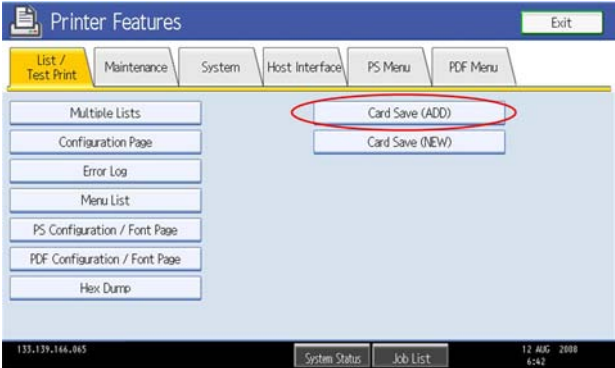 Printer Features
Exit
List /
Test Print
Maintenance
System
Host Interface
PS Menu
PDF Menu
Multiple Lists
Card Save (ADD)
Configuration Page
Card Save (NEW)
Error Log
Menu List
PS Configuration / Font Page
PDF Configuration / Font Page
Hex Dump
133.139.166.065
System Status
Job List
12 AUG 2008
6:42